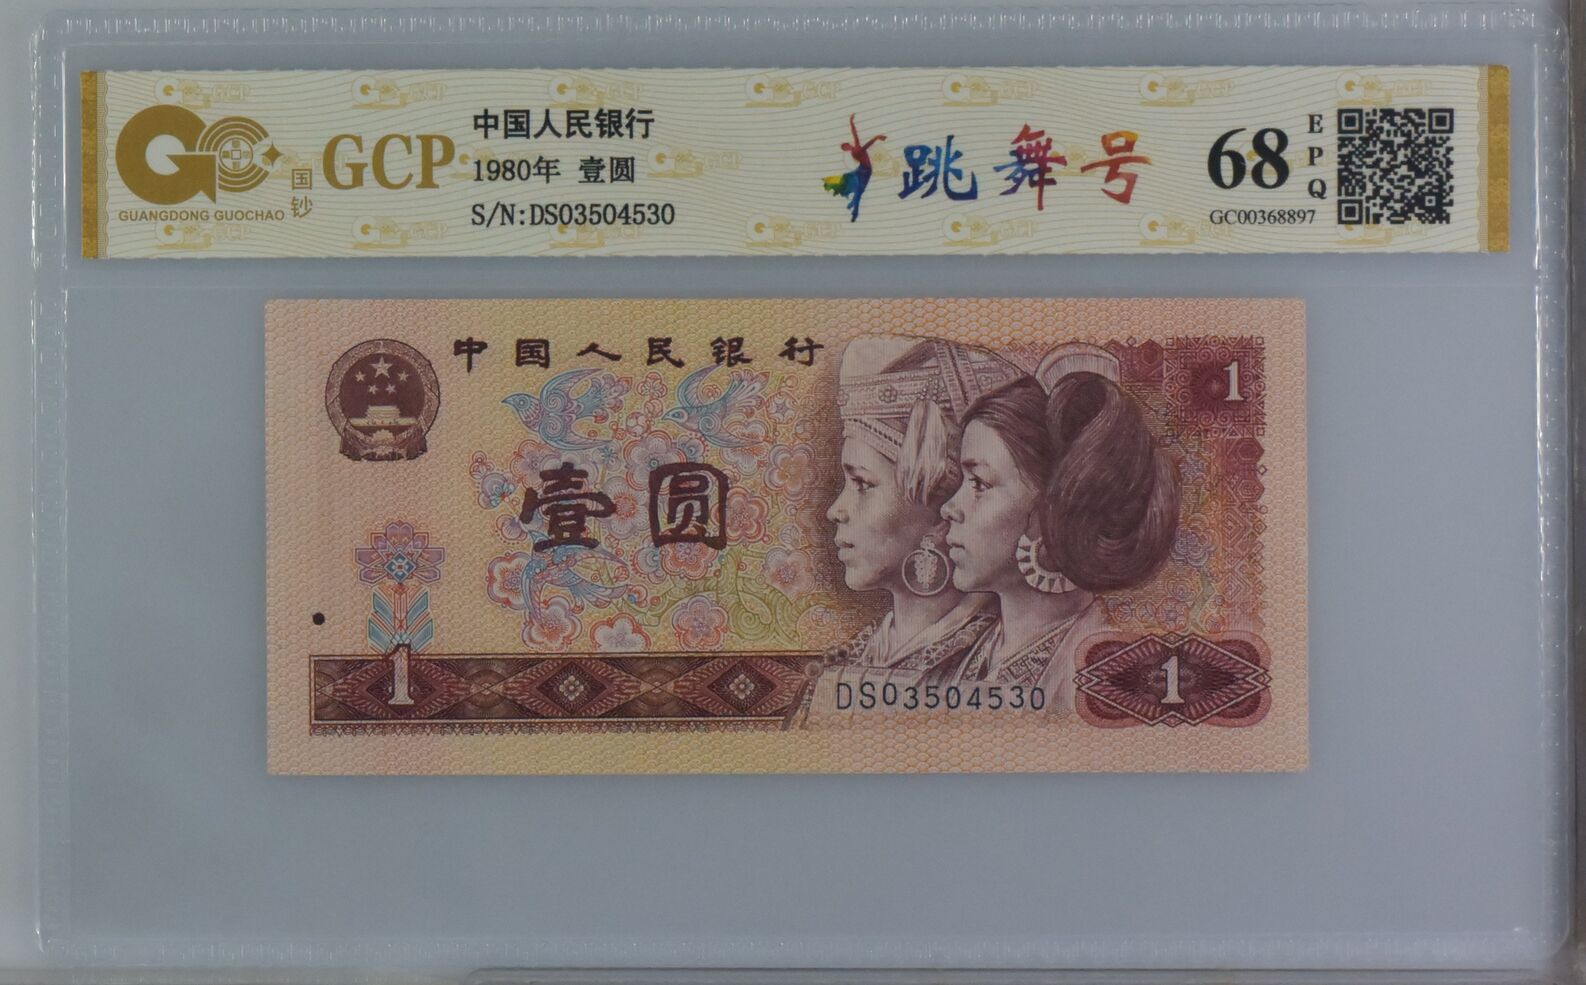 GUANGDONG GUOCHAO
国钞
GCP
中国人民银行
1980年 壹圆
S/N:DS03504530
跳舞号
68
EPQ
GC00368897
中国人民银行
1
壹圆
1
DS03504530
1